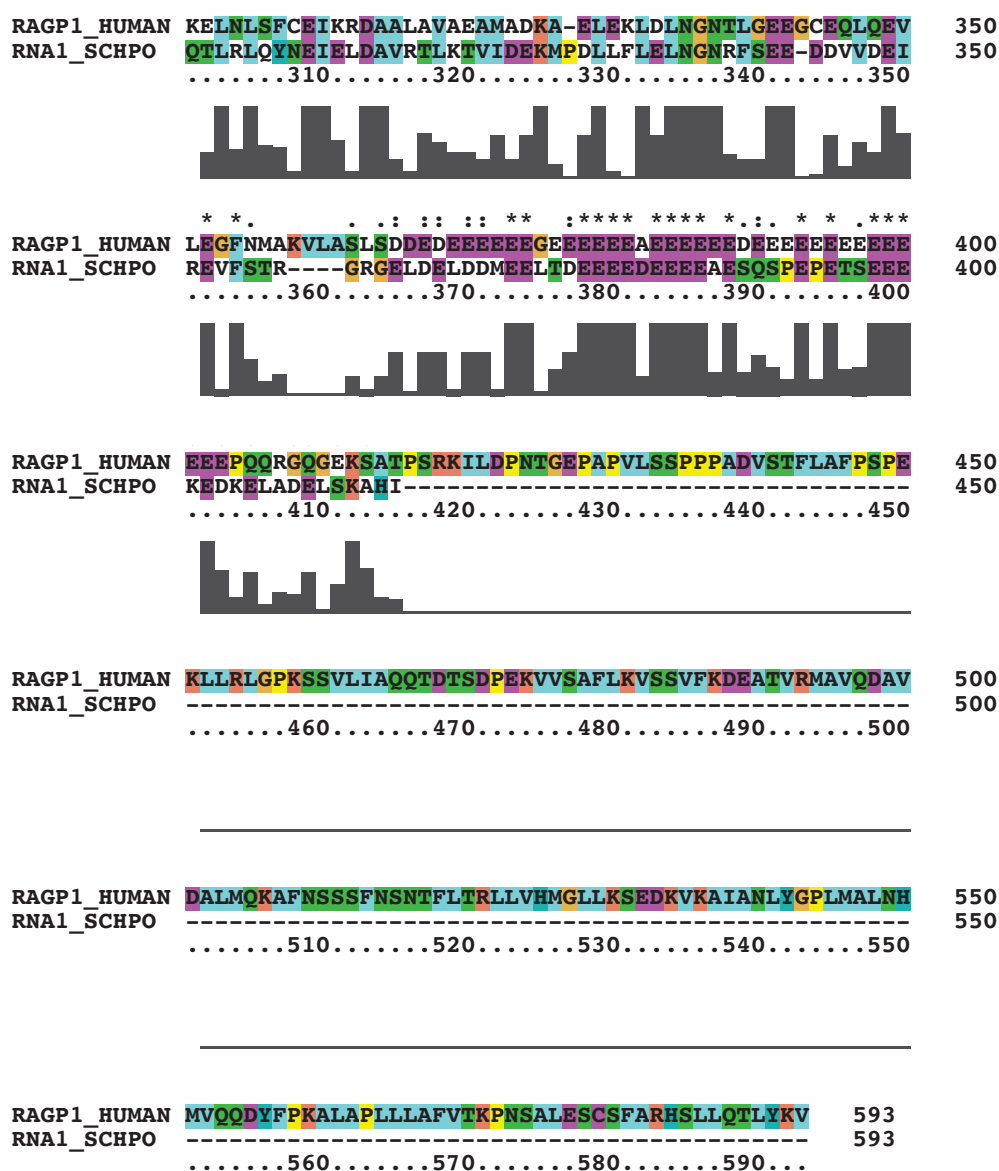 RAGP1_HUMAN KELNLSFCEIKRDAALAVAEAMADKA-ELEKLDLNGNTLGEEGCEQLQEV 350
RNA1_SCHPO QTLRLQYNEIELDAVRTLKTVIDEKMPDLLFLELNGNRFSEE-DDVVDEI 350
.......310.......320.......330.......340.......350
* *.      . .: :: ::  **  :**** **** *.:. * * .***
RAGP1_HUMAN LEGFNMAKVLASLSDDEDEEEEEEGEEEEEEAEEEEEEDEEEEEEEEEEE 400
RNA1_SCHPO REVFSTR----GRGELDELDDMEELTDEEEEDEEEEAESQSPEPETSEEE 400
.......360.......370.......380.......390.......400
RAGP1_HUMAN EEEPQQRGQGEKSATPSRKILDPNTGEPAPVLSSPPPADVSTFLAFPSPE 450
RNA1_SCHPO KEDKELADELSKAHI----------------------------------- 450
.......410.......420.......430.......440.......450
RAGP1_HUMAN KLLRLGPKSSVLIAQQTDTSDPEKVVSAFLKVSSVFKDEATVRMAVQDAV 500
RNA1_SCHPO -------------------------------------------------- 500
.......460.......470.......480.......490.......500
RAGP1_HUMAN DALMQKAFNSSSFNSNTFLTRLLVHMGLLKSEDKVKAIANLYGPLMALNH 550
RNA1_SCHPO -------------------------------------------------- 550
.......510.......520.......530.......540.......550
RAGP1_HUMAN MVQQDYFPKALAPLLLAFVTKPNSALESCSFARHSLLQTLYKV 593
RNA1_SCHPO ------------------------------------------- 593
.......560.......570.......580.......590...